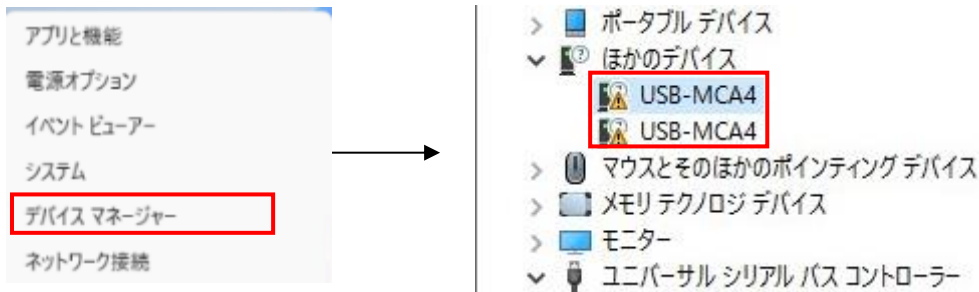 アプリと機能
電源オプション
イベント ビューアー
システム
デバイス マネージャー
ネットワーク接続
ポータブル デバイス
ほかのデバイス
USB-MCA4
USB-MCA4
マウスとそのほかのポインティング デバイス
メモリ テクノロジ デバイス
モニター
ユニバーサル シリアル バス コントローラー